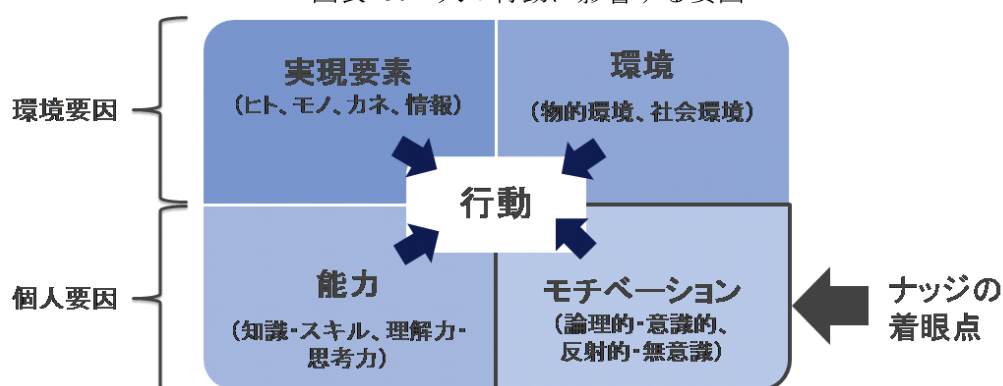 実現要素
(ヒト、モノ、カネ、情報)
環境
(物的環境、社会環境)
環境要因
行動
個人要因
能力
(知識・スキル、理解力・
思考力)
モチベーション
(論理的・意識的、
反射的・無意識)
ナッジの
着眼点